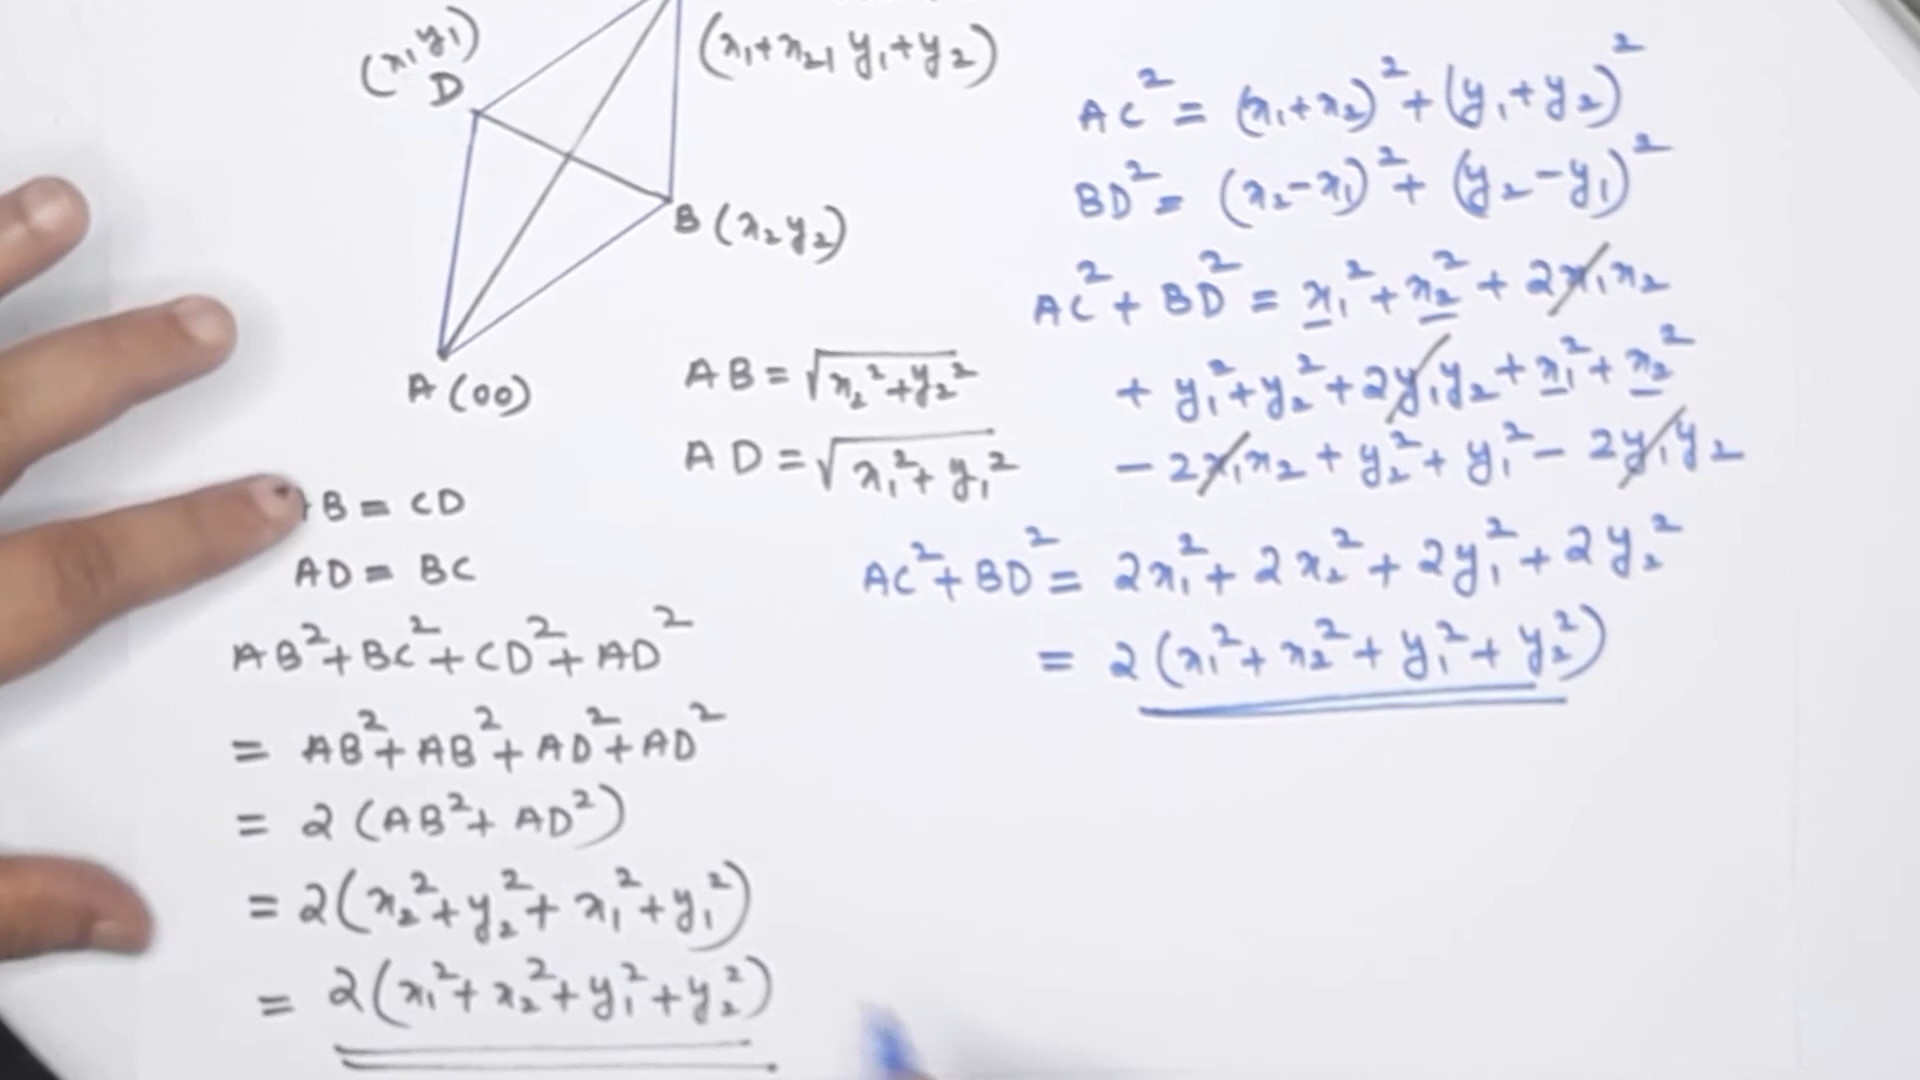 (x₁ y₁)
D
(x₁+x₂, y₁+y₂)
B (x₂ y₂)
A (00)
AB = √x₂²+y₂²
AD = √x₁²+y₁²
B = CD
AD = BC
AB²+BC²+CD²+AD²
= AB²+AB²+AD²+AD²
= 2 (AB²+ AD²)
= 2(x₂²+y₂²+ x₁²+y₁²)
= 2(x₁²+ x₂²+y₁²+y₂²)
AC² = (x₁+x₂)²+(y₁+y₂)²
BD² = (x₂-x₁)²+ (y₂-y₁)²
AC²+ BD² = x₁²+x₂²+ 2x₁x₂
+ y₁²+y₂²+2y₁y₂+x₁²+x₂²
- 2x₁x₂+y₂²+y₁²- 2y₁y₂
AC²+BD² = 2x₁²+2x₂²+2y₁²+2y₂²
= 2 (x₁²+x₂²+y₁²+y₂²)